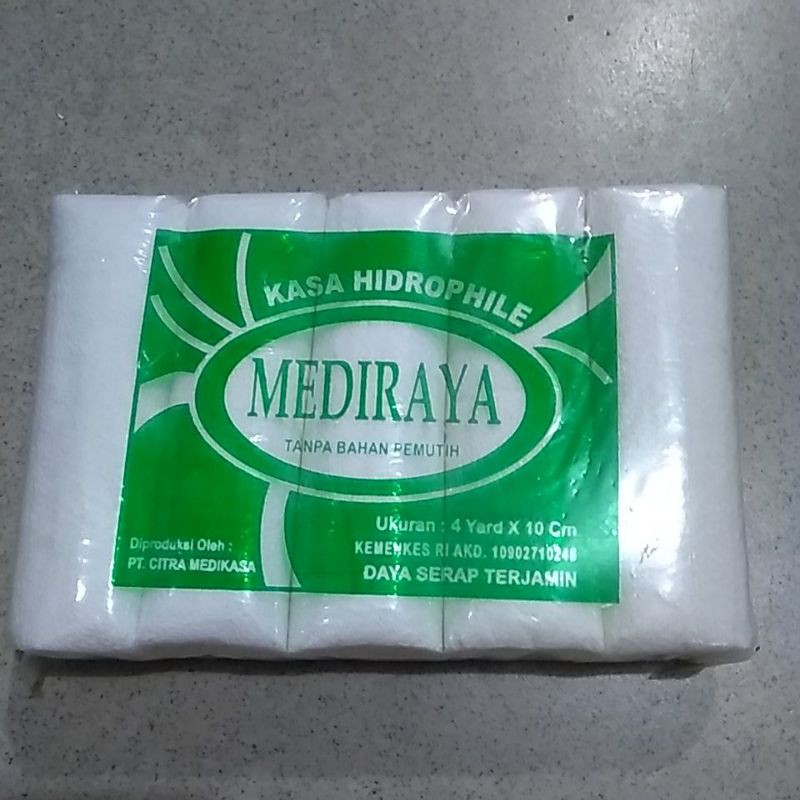 KASA HIDROPHILE
MEDIRAYA
TANPA BAHAN PEMUTIH
Ukuran : 4 Yard X 10 Cm
KEMENKES RI AKD. 10902710248
DAYA SERAP TERJAMIN
Diproduksi Oleh :
PT. CITRA MEDIKASA